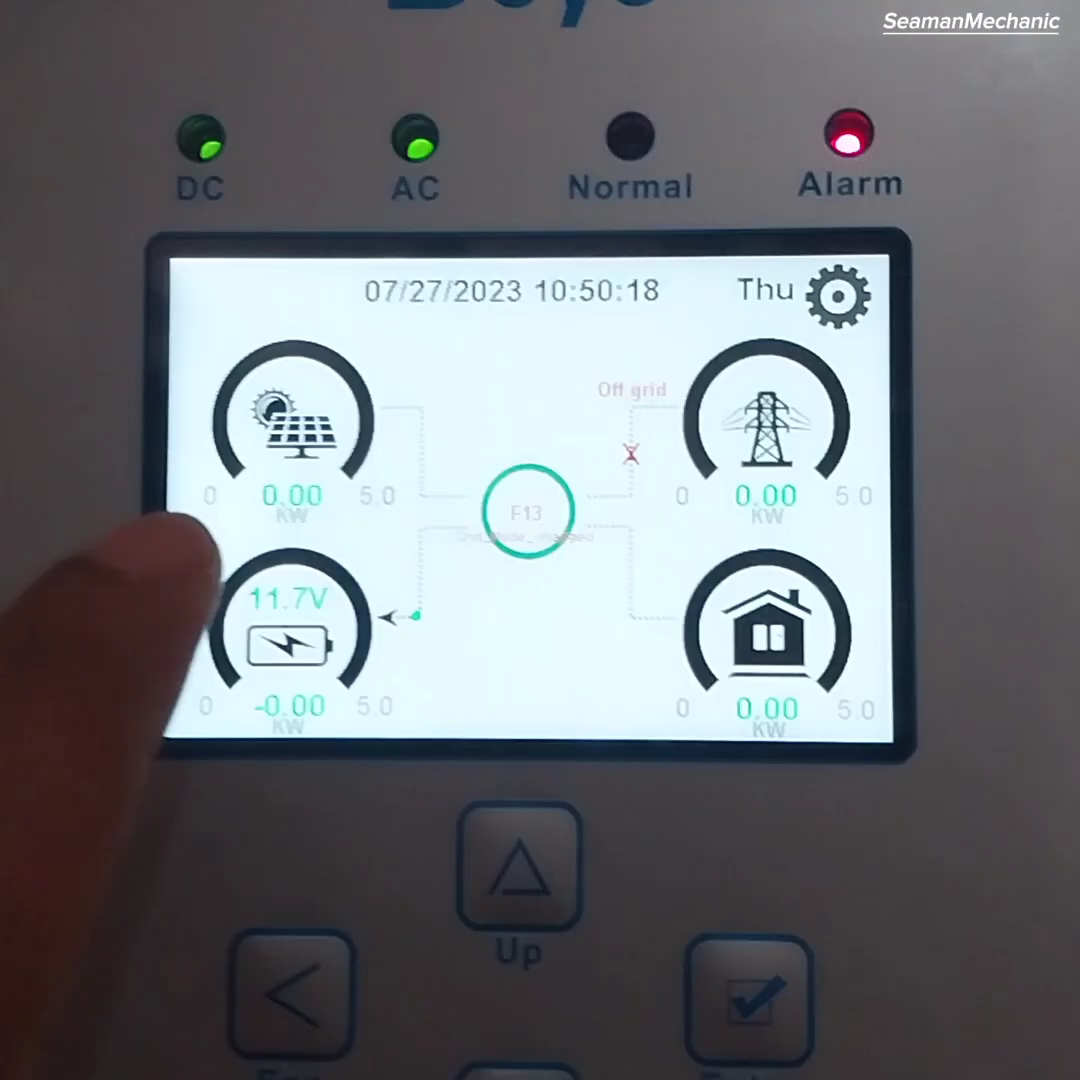 SeamanMechanic
DC
AC
Normal
Alarm
07/27/2023 10:50:18 Thu
Off grid
0 0.00 5.0
KW
0 0.00 5.0
KW
F13
11.7V
0 -0.00 5.0
KW
0 0.00 5.0
KW
Up